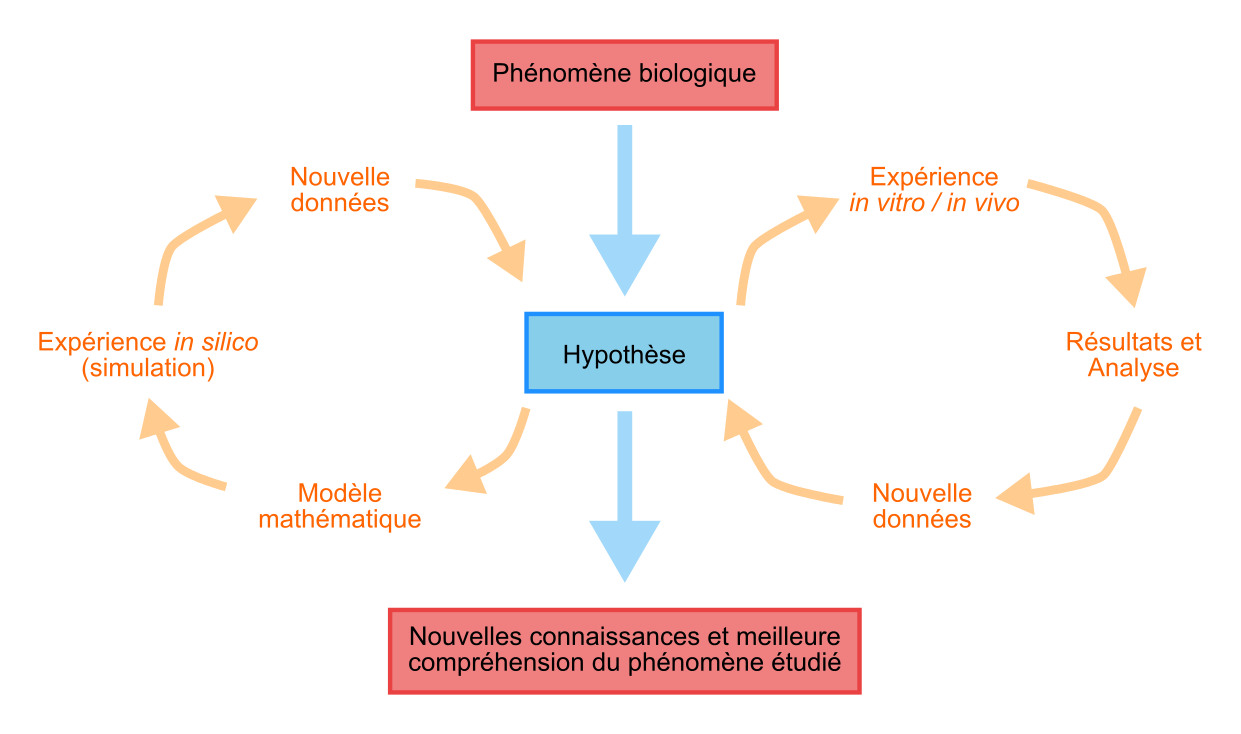 Phénomène biologique
Nouvelle
données
Expérience
in vitro / in vivo
Expérience in silico
(simulation)
Hypothèse
Résultats et
Analyse
Modèle
mathématique
Nouvelle
données
Nouvelles connaissances et meilleure
compréhension du phénomène étudié